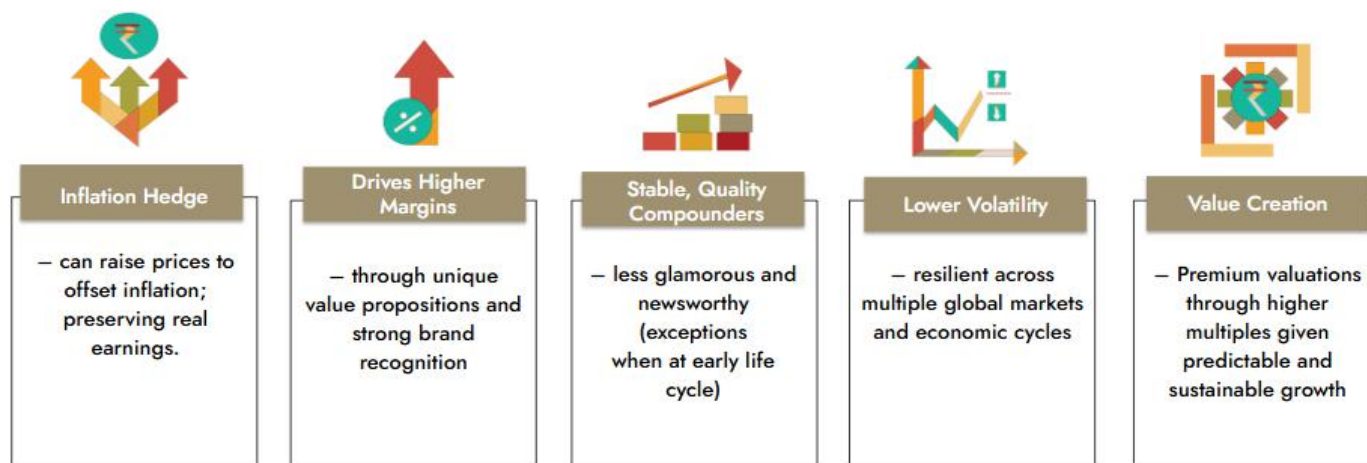 Inflation Hedge
– can raise prices to
offset inflation;
preserving real
earnings.
Drives Higher
Margins
– through unique
value propositions and
strong brand
recognition
Stable, Quality
Compounders
– less glamorous and
newsworthy
(exceptions
when at early life
cycle)
Lower Volatility
– resilient across
multiple global markets
and economic cycles
Value Creation
– Premium valuations
through higher
multiples given
predictable and
sustainable growth